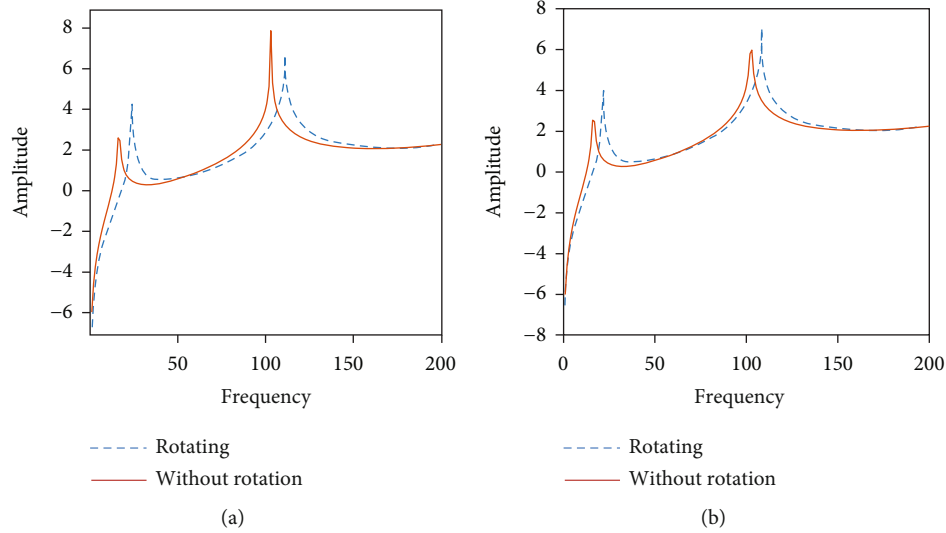 8
6
4
2
0
−2
−4
−6
Amplitude
50
100
150
200
Frequency
Rotating
Without rotation
(a)
8
6
4
2
0
−2
−4
−6
−8
Amplitude
0
50
100
150
200
Frequency
Rotating
Without rotation
(b)